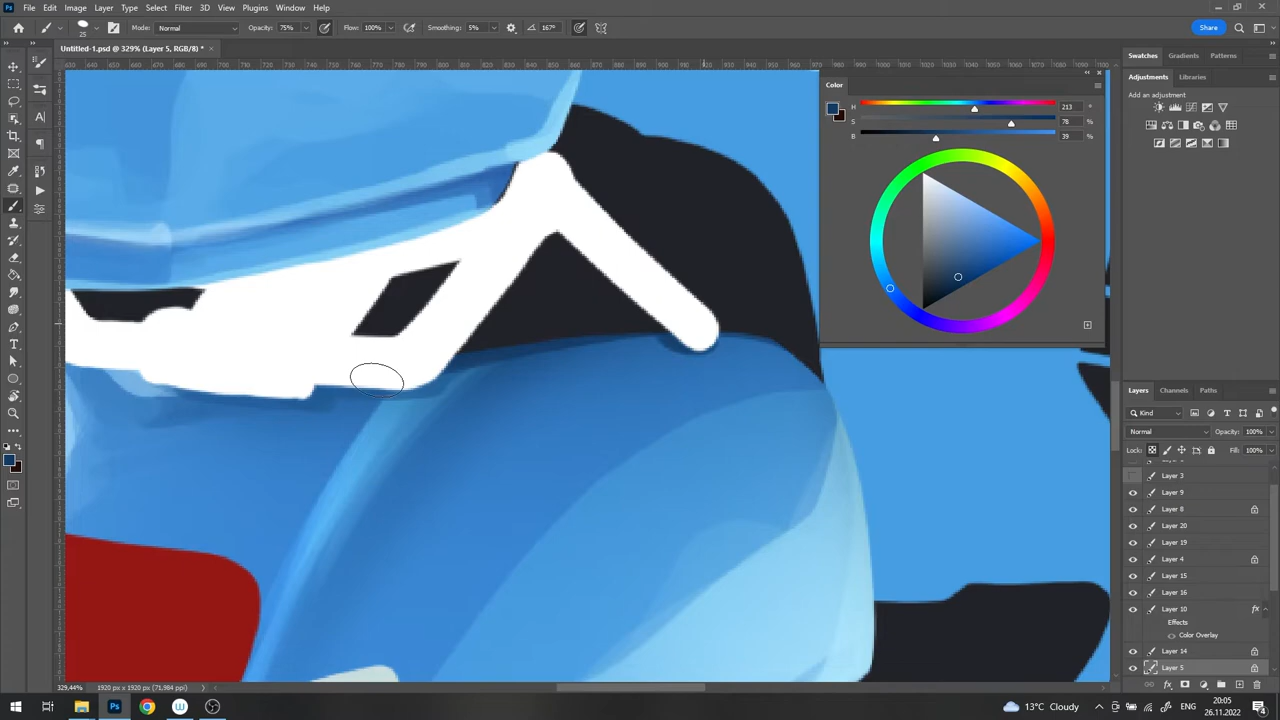 File Edit Image Layer Type Select Filter 3D View Plugins Window Help
25 Mode: Normal Opacity: 75% Flow: 100% Smoothing: 5% 167° Share
Untitled-1.psd @ 329% (Layer 5, RGB/8) *
Color
H 213 °
S 78 %
B 39 %
Swatches Gradients Patterns
Adjustments Libraries
Add an adjustment
Layers Channels Paths
Kind
Normal Opacity: 100%
Lock: Fill: 100%
Layer 3
Layer 9
Layer 8
Layer 20
Layer 19
Layer 4
Layer 15
Layer 16
Layer 10 fx
Effects
Color Overlay
Layer 14
Layer 5
329,44% 1920 px x 1920 px (71,984 ppi)
13°C Cloudy ENG 20:05
26.11.2022